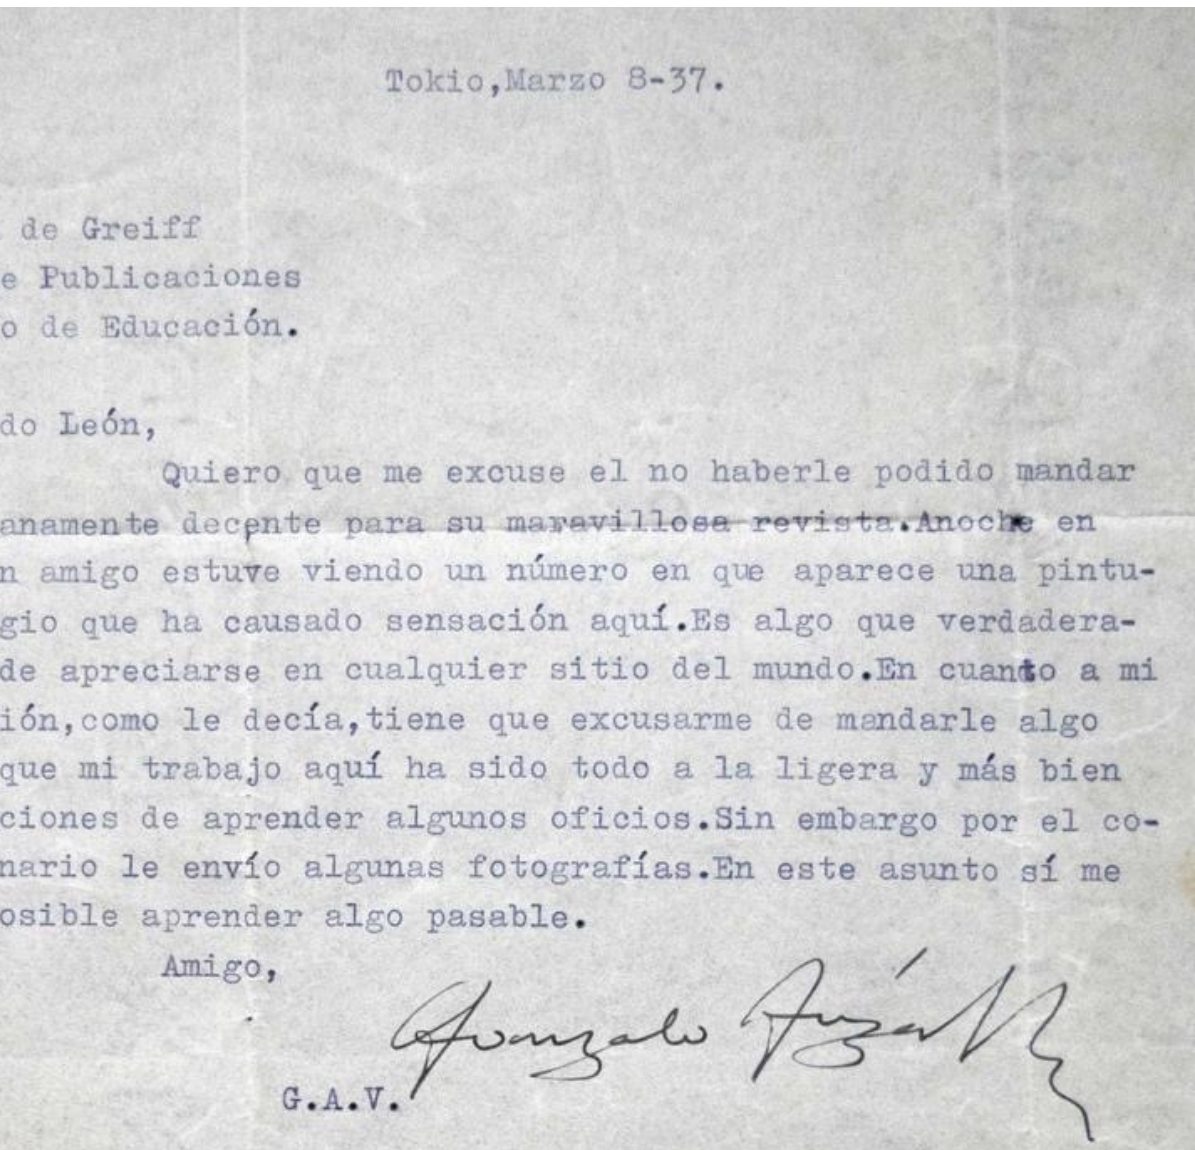 Tokio,Marzo 8-37.
de Greiff
e Publicaciones
o de Educación.
do León,
Quiero que me excuse el no haberle podido mandar
anamente decente para su maravillosa revista.Anoche en
n amigo estuve viendo un número en que aparece una pintu-
gio que ha causado sensación aquí.Es algo que verdadera-
de apreciarse en cualquier sitio del mundo.En cuanto a mi
ión,como le decía,tiene que excusarme de mandarle algo
que mi trabajo aquí ha sido todo a la ligera y más bien
ciones de aprender algunos oficios.Sin embargo por el co-
nario le envío algunas fotografías.En este asunto sí me
osible aprender algo pasable.
Amigo,
Gonzalo
G.A.V.